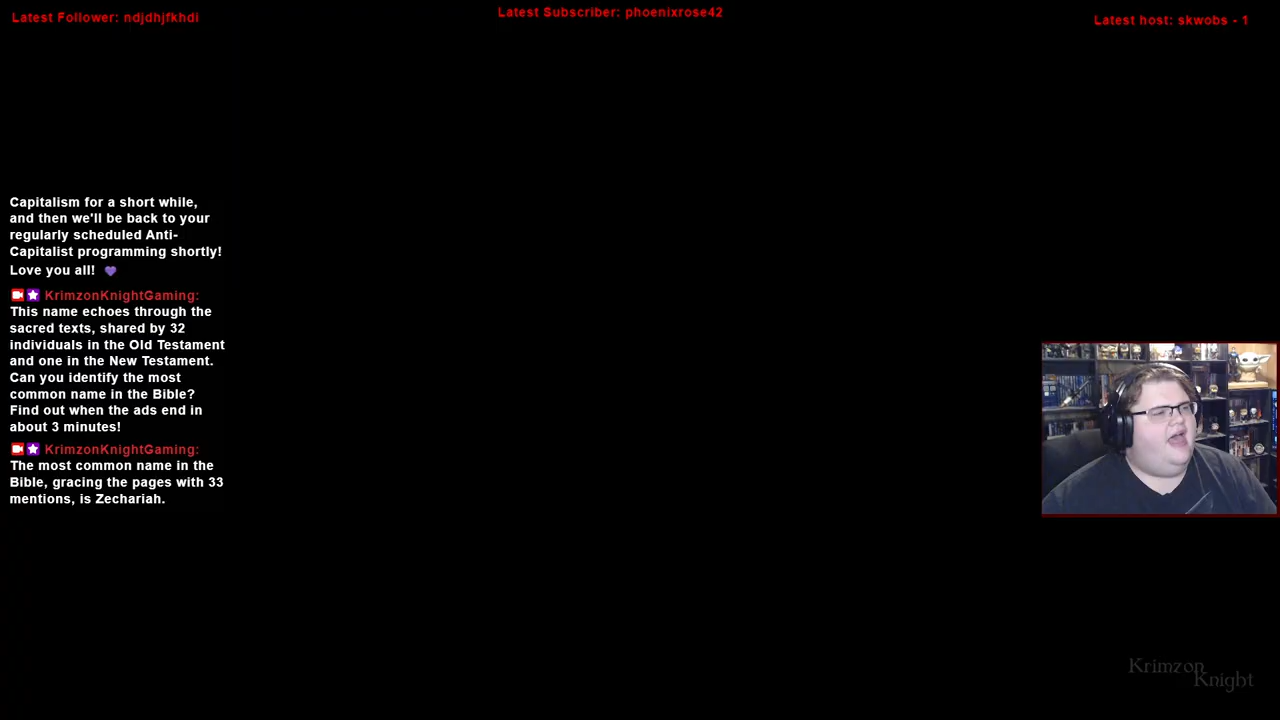 Latest Follower: ndjdhjfkhdi
Latest Subscriber: phoenixrose42
Latest host: skwobs - 1
Capitalism for a short while,
and then we'll be back to your
regularly scheduled Anti-
Capitalist programming shortly!
Love you all!
KrimzonKnightGaming:
This name echoes through the
sacred texts, shared by 32
individuals in the Old Testament
and one in the New Testament.
Can you identify the most
common name in the Bible?
Find out when the ads end in
about 3 minutes!
KrimzonKnightGaming:
The most common name in the
Bible, gracing the pages with 33
mentions, is Zechariah.
Krimzon
Knight